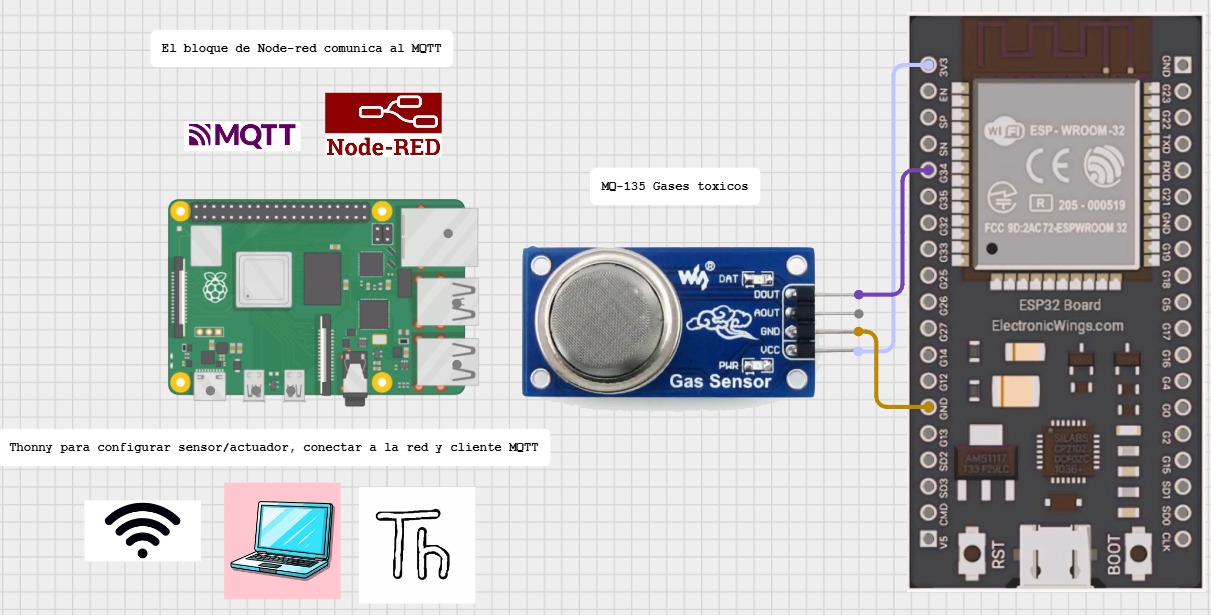 El bloque de Node-red comunica al MQTT
MQTT
Node-RED
MQ-135 Gases toxicos
DAT
DOUT
AOUT
GND
VCC
PWR
Gas Sensor
®
Thonny para configurar sensor/actuador, conectar a la red y cliente MQTT
Th
3V3
EN
SP
SN
G34
G35
G32
G33
G25
G26
G27
G14
G12
GND
G13
SD2
SD3
CMD
V5
WiFi ESP - WROOM-32
CE
R 205 - 000519
FCC 9D:2AC72-ESPWROOM 32
ESP32 Board
ElectronicWings.com
AMS1117
SILABS
CP2102
DCF02C
1036+
RST
BOOT
GND
G23
G22
TXD
RXD
G21
GND
G19
G18
G5
G17
G16
G4
G0
G2
G15
SD1
SD0
CLK